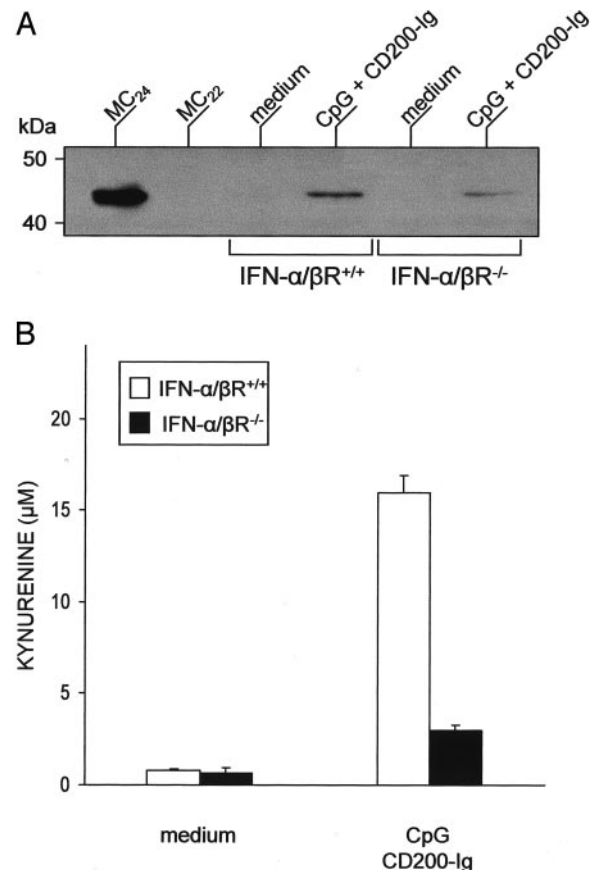 A
MC24
MC22
medium
CpG + CD200-Ig
medium
CpG + CD200-Ig
kDa
50
40
IFN-α/βR+/+
IFN-α/βR-/-
B
IFN-α/βR+/+
IFN-α/βR-/-
KYNURENINE (µM)
20
15
10
5
0
medium
CpG
CD200-Ig